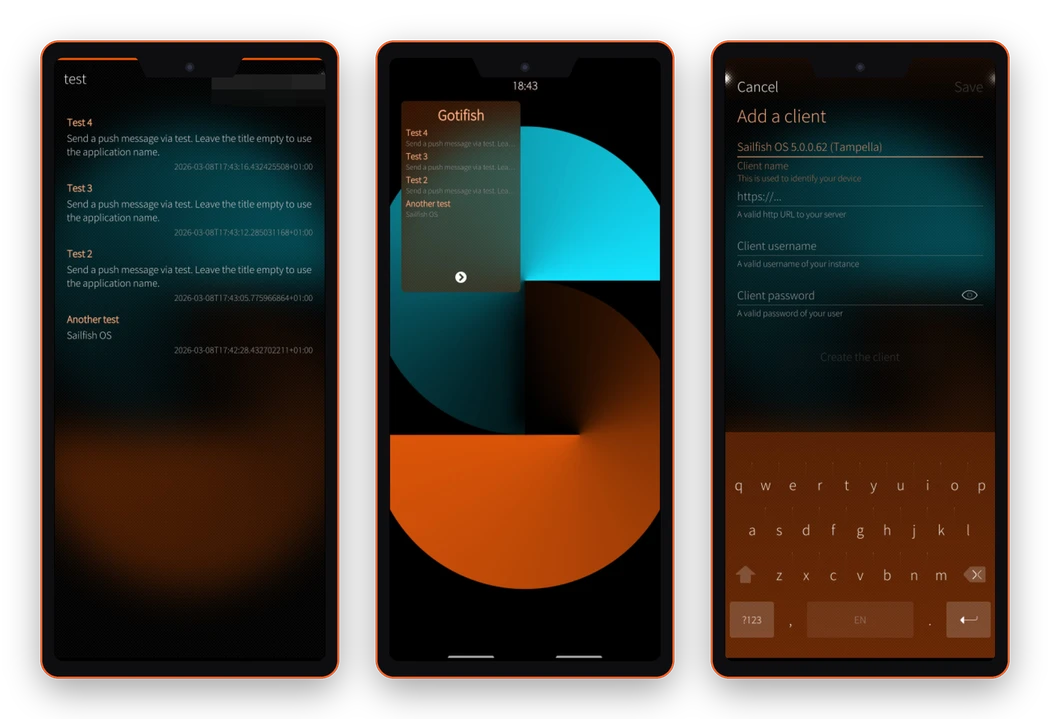 test
Test 4
Send a push message via test. Leave the title empty to use
the application name.
2026-03-08T17:43:16.432425508+01:00
Test 3
Send a push message via test. Leave the title empty to use
the application name.
2026-03-08T17:43:12.285031168+01:00
Test 2
Send a push message via test. Leave the title empty to use
the application name.
2026-03-08T17:43:05.775966864+01:00
Another test
Sailfish OS
2026-03-08T17:42:28.432702211+01:00
18:43
Gotifish
Test 4
Send a push message via test. Lea...
Test 3
Send a push message via test. Lea...
Test 2
Send a push message via test. Lea...
Another test
Sailfish OS
Cancel Save
Add a client
Sailfish OS 5.0.0.62 (Tampella)
Client name
This is used to identify your device
https://...
A valid http URL to your server
Client username
A valid username of your instance
Client password
A valid password of your user
Create the client
q w e r t y u i o p
a s d f g h j k l
z x c v b n m
?123 , EN .